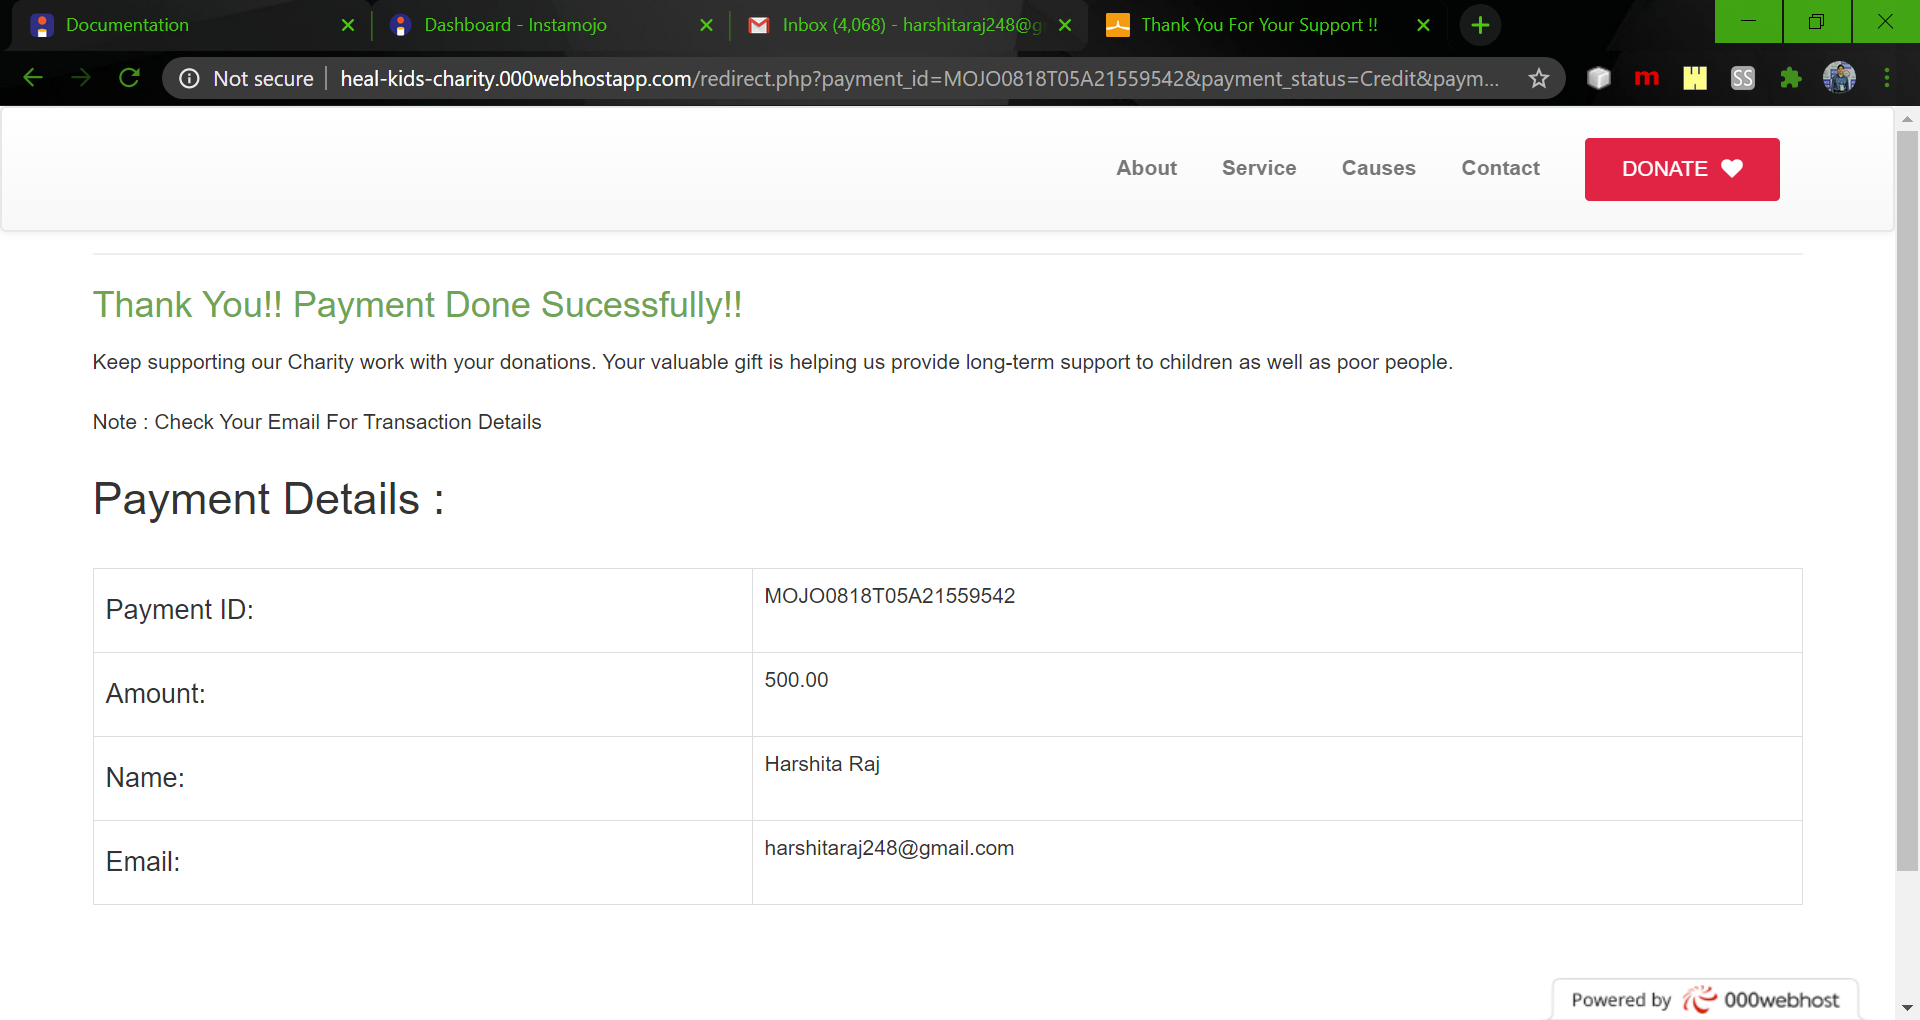 Documentation
Dashboard - Instamojo
Inbox (4,068) - harshitaraj248@g
Thank You For Your Support !!
Not secure
heal-kids-charity.000webhostapp.com/redirect.php?payment_id=MOJO0818T05A21559542&payment_status=Credit&paym...
m
SS
About
Service
Causes
Contact
DONATE
Thank You!! Payment Done Sucessfully!!
Keep supporting our Charity work with your donations. Your valuable gift is helping us provide long-term support to children as well as poor people.
Note : Check Your Email For Transaction Details
Payment Details :
Payment ID: MOJO0818T05A21559542
Amount: 500.00
Name: Harshita Raj
Email: harshitaraj248@gmail.com
Powered by 000webhost